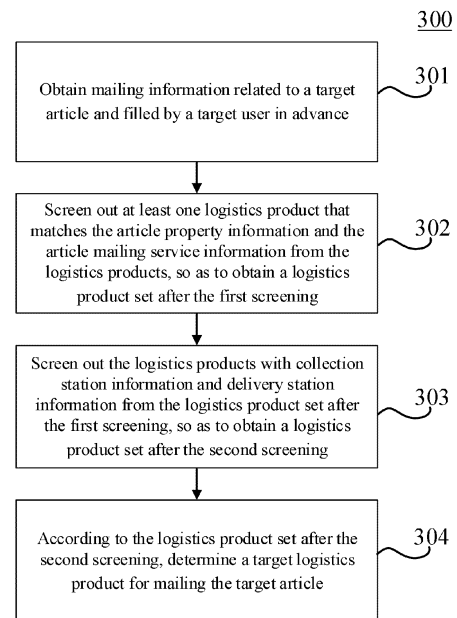 300
Obtain mailing information related to a target
article and filled by a target user in advance
301
Screen out at least one logistics product that
matches the article property information and the
article mailing service information from the
logistics products, so as to obtain a logistics
product set after the first screening
302
Screen out the logistics products with collection
station information and delivery station
information from the logistics product set after
the first screening, so as to obtain a logistics
product set after the second screening
303
According to the logistics product set after the
second screening, determine a target logistics
product for mailing the target article
304